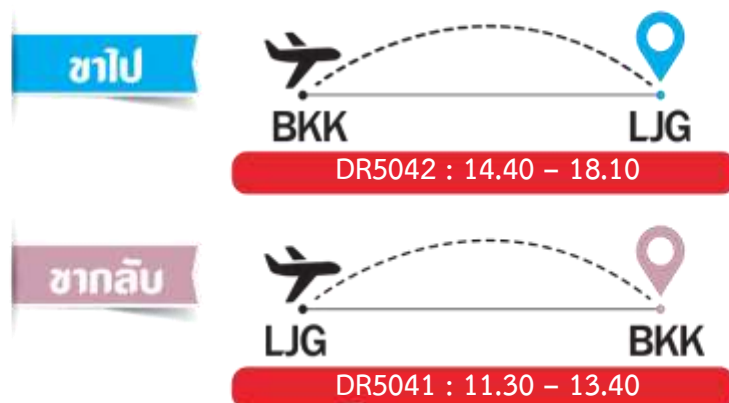 ขาไป
BKK LJG
DR5042 : 14.40 – 18.10
ขากลับ
LJG BKK
DR5041 : 11.30 – 13.40